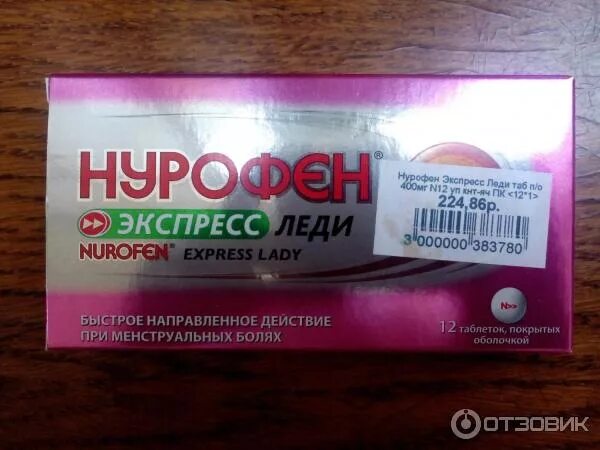 НУРОФЕН®
ЭКСПРЕСС ЛЕДИ
NUROFEN® EXPRESS LADY
БЫСТРОЕ НАПРАВЛЕННОЕ ДЕЙСТВИЕ
ПРИ МЕНСТРУАЛЬНЫХ БОЛЯХ
Нурофен Экспресс Леди таб п/о
400мг N12 уп кнт-яч ПК <12*1>
224,86р.
3 000000 383780
N>>
12 таблеток, покрытых
оболочкой
ОТЗОВИК